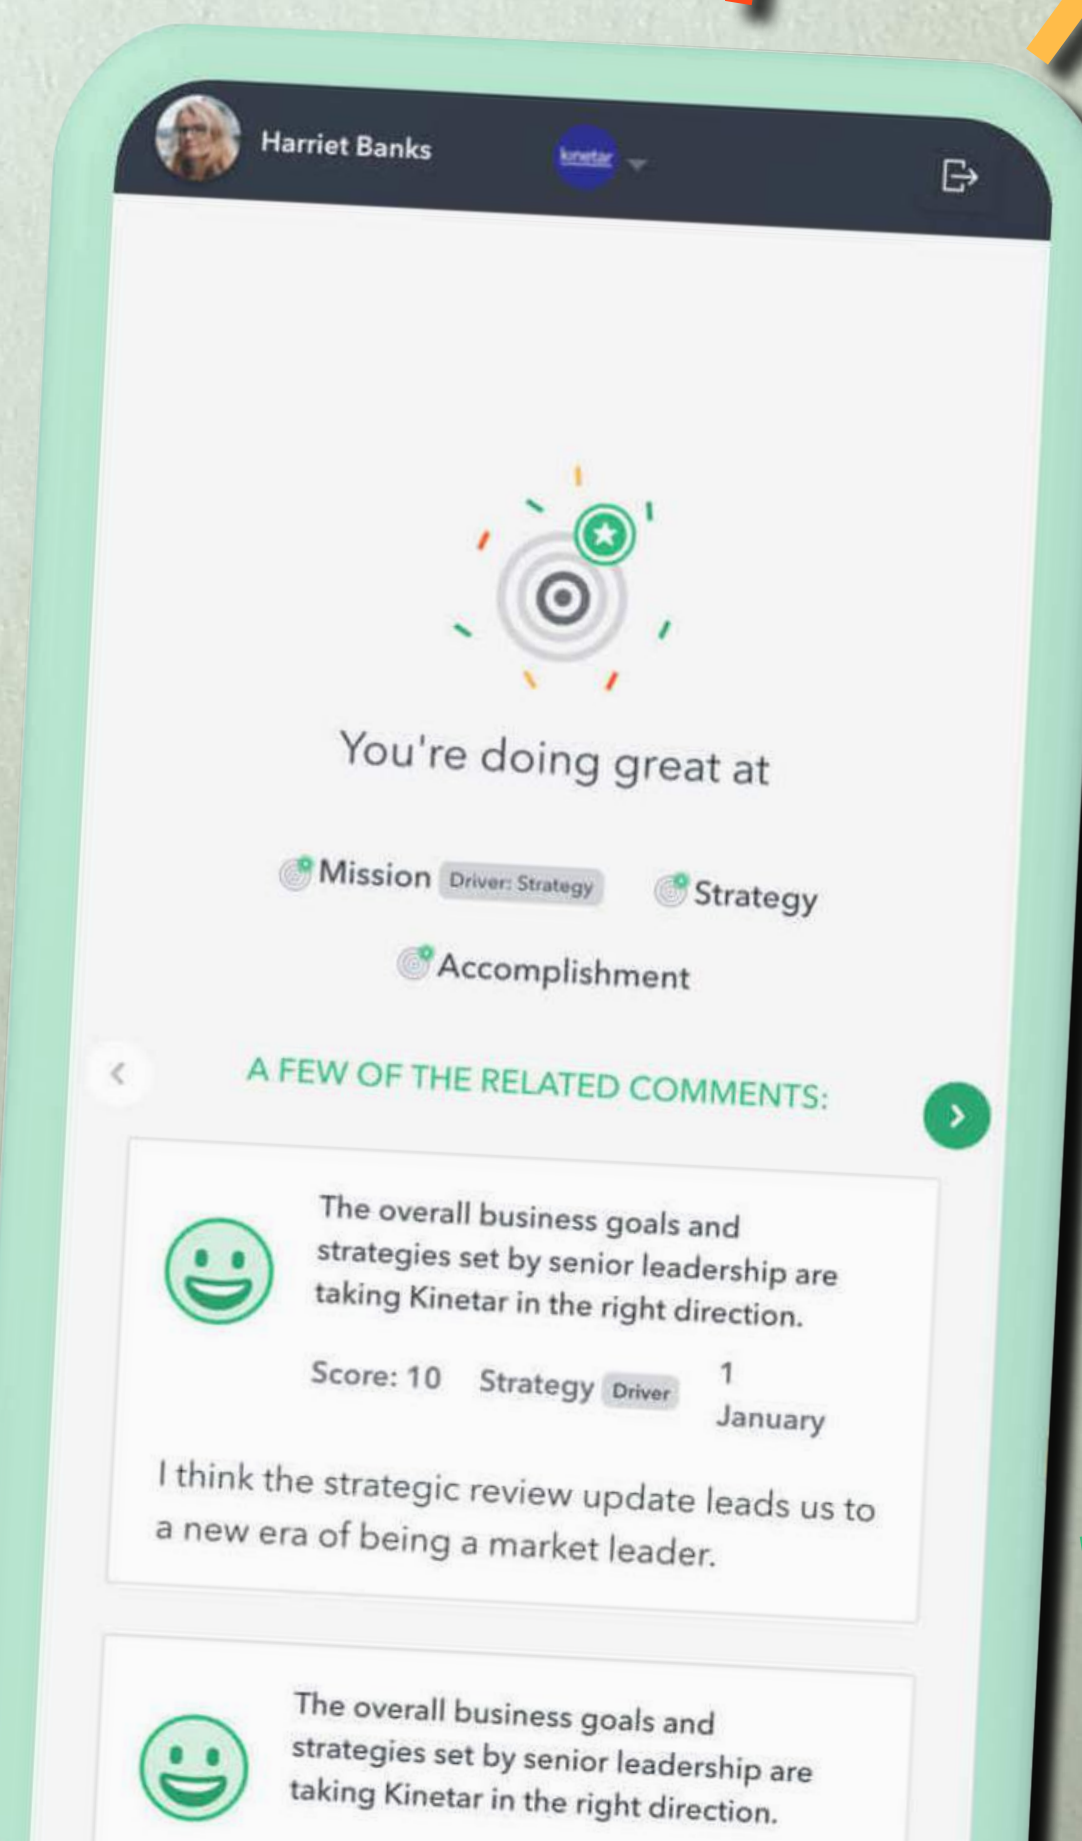 Harriet Banks
kinetar
You're doing great at
Mission Driver: Strategy Strategy
Accomplishment
A FEW OF THE RELATED COMMENTS:
The overall business goals and
strategies set by senior leadership are
taking Kinetar in the right direction.
Score: 10 Strategy Driver 1
January
I think the strategic review update leads us to
a new era of being a market leader.
The overall business goals and
strategies set by senior leadership are
taking Kinetar in the right direction.